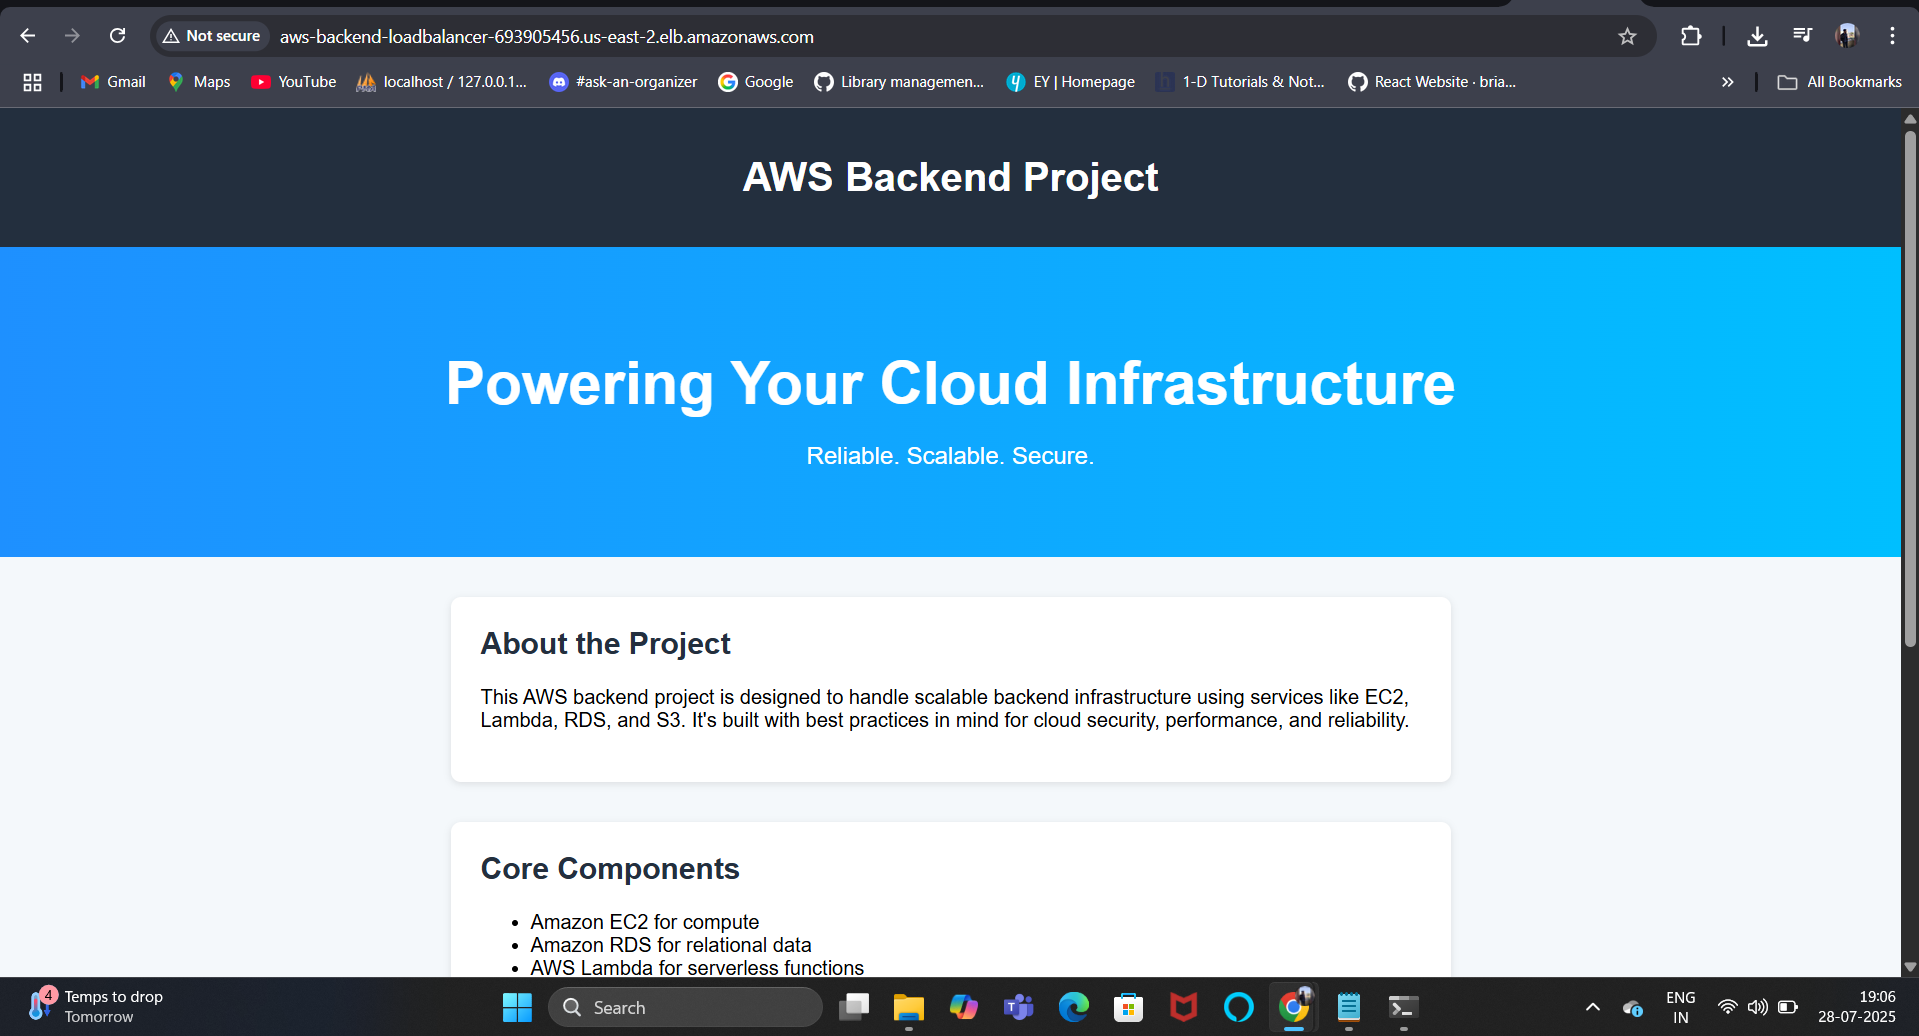 Not secure
aws-backend-loadbalancer-693905456.us-east-2.elb.amazonaws.com
Gmail
Maps
YouTube
localhost / 127.0.0.1...
#ask-an-organizer
Google
Library managemen...
EY | Homepage
1-D Tutorials & Not...
React Website · bria...
All Bookmarks
AWS Backend Project
Powering Your Cloud Infrastructure
Reliable. Scalable. Secure.
About the Project
This AWS backend project is designed to handle scalable backend infrastructure using services like EC2,
Lambda, RDS, and S3. It's built with best practices in mind for cloud security, performance, and reliability.
Core Components
• Amazon EC2 for compute
• Amazon RDS for relational data
• AWS Lambda for serverless functions
4
Temps to drop
Tomorrow
Search
ENG
IN
19:06
28-07-2025